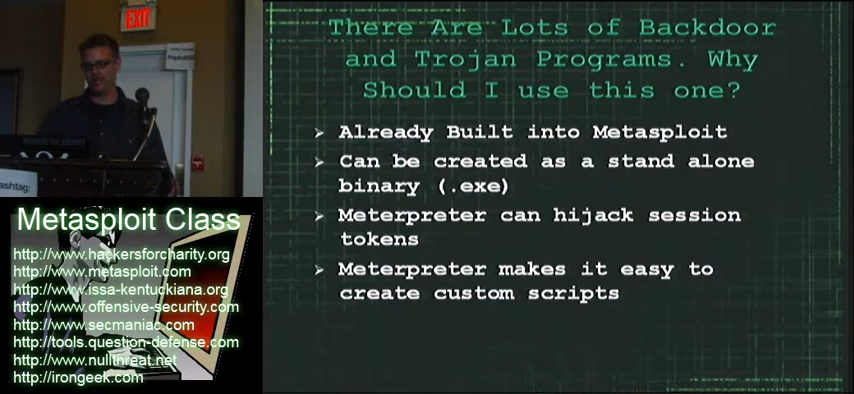 EXIT
There Are Lots of Backdoor
and Trojan Programs. Why
Should I use this one?
➢ Already Built into Metasploit
➢ Can be created as a stand alone
binary (.exe)
➢ Meterpreter can hijack session
tokens
➢ Meterpreter makes it easy to
create custom scripts
ashtag:
Metasploit Class
http://www.hackersforcharity.org
http://www.metasploit.com
http://www.issa-kentuckiana.org
http://www.offensive-security.com
http://www.secmaniac.com
http://tools.question-defense.com
http://www.nullthreat.net
http://irongeek.com